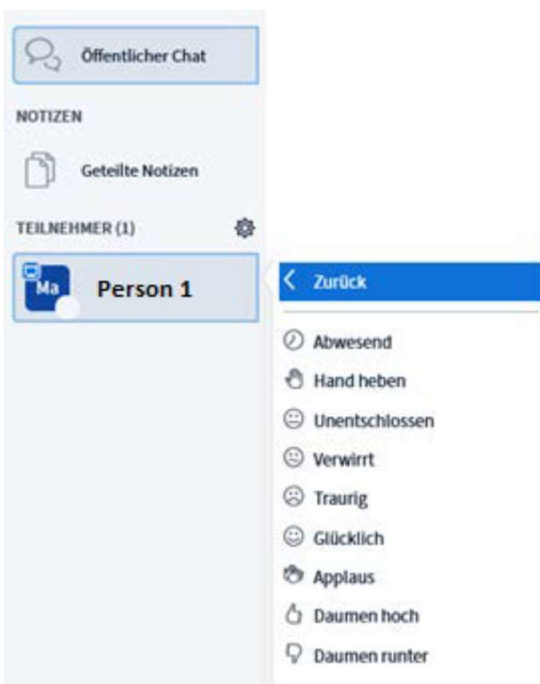 Öffentlicher Chat
NOTIZEN
Geteilte Notizen
TEILNEHMER (1)
Ma
Person 1
Zurück
Abwesend
Hand heben
Unentschlossen
Verwirrt
Traurig
Glücklich
Applaus
Daumen hoch
Daumen runter